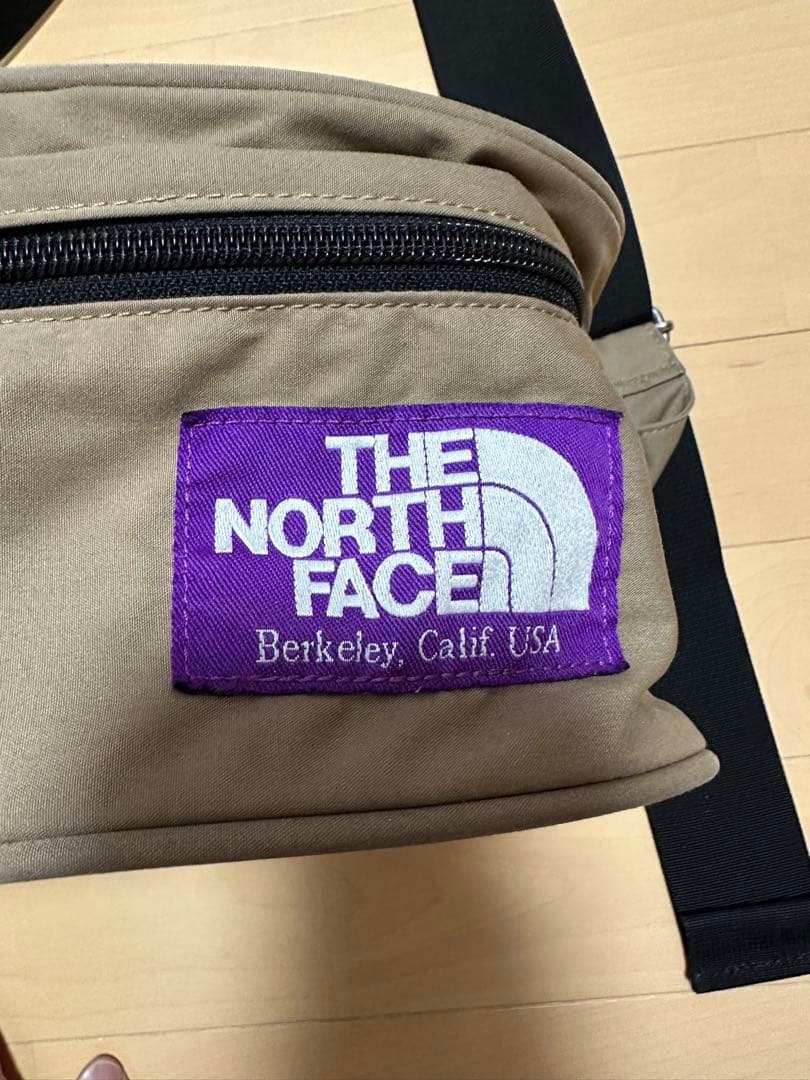 THE
NORTH
FACE
Berkeley, Calif. USA